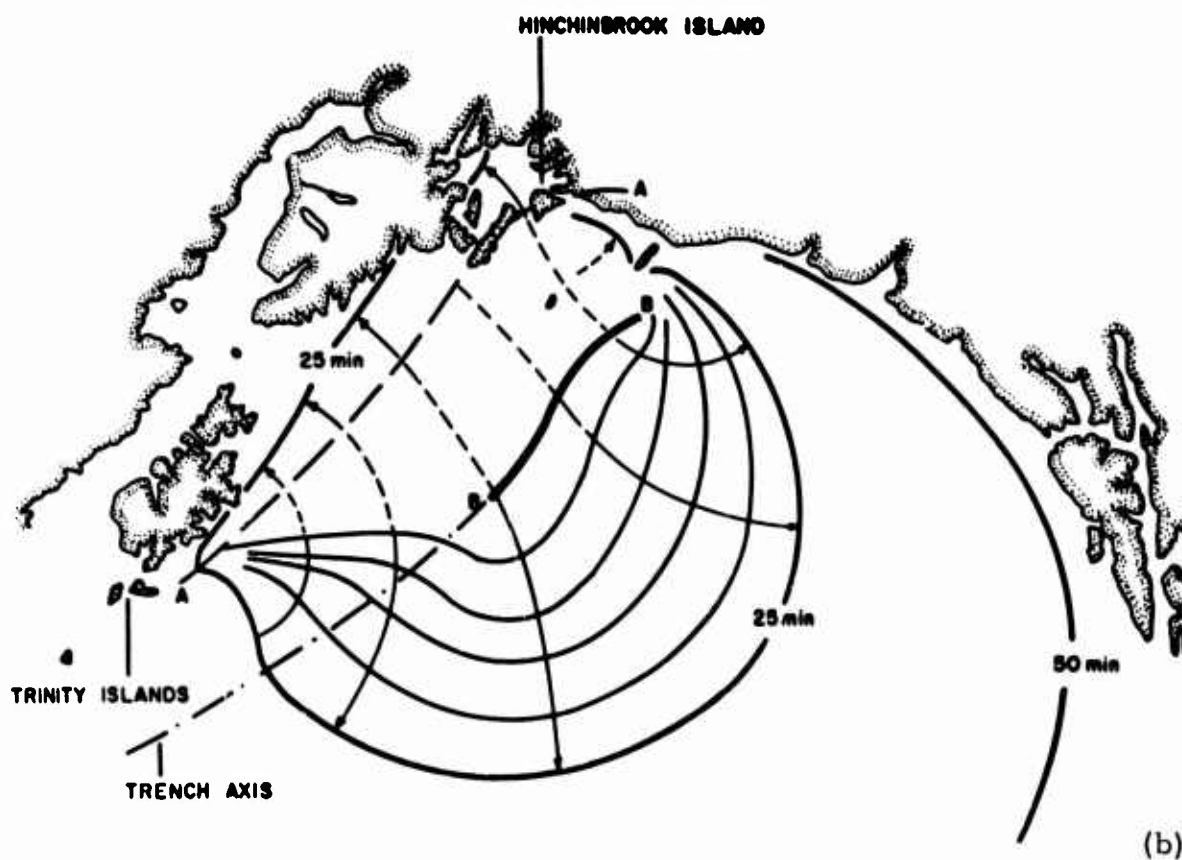 HINCHINBROOK ISLAND
A
B
25 min
B
A
25 min
50 min
TRINITY ISLANDS
TRENCH AXIS
(b)